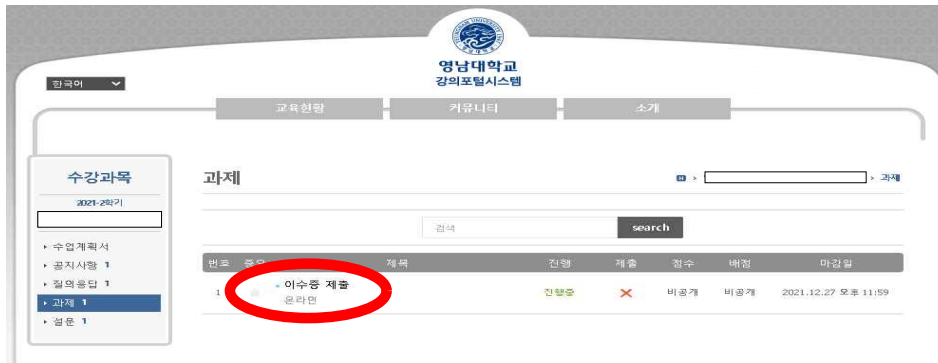 영남대학교
강의포털시스템
한국어
교육현황
커뮤니티
소개
수강과목
2021-2학기
수업계획서
공지사항 1
질의응답 1
과제 1
설문 1
과제
> 과제
검색
search
번호 제목 진행 제출 점수 배점 마감일
1 이수증 제출 진행중 비공개 비공개 2021.12.27 오후 11:59
온라인